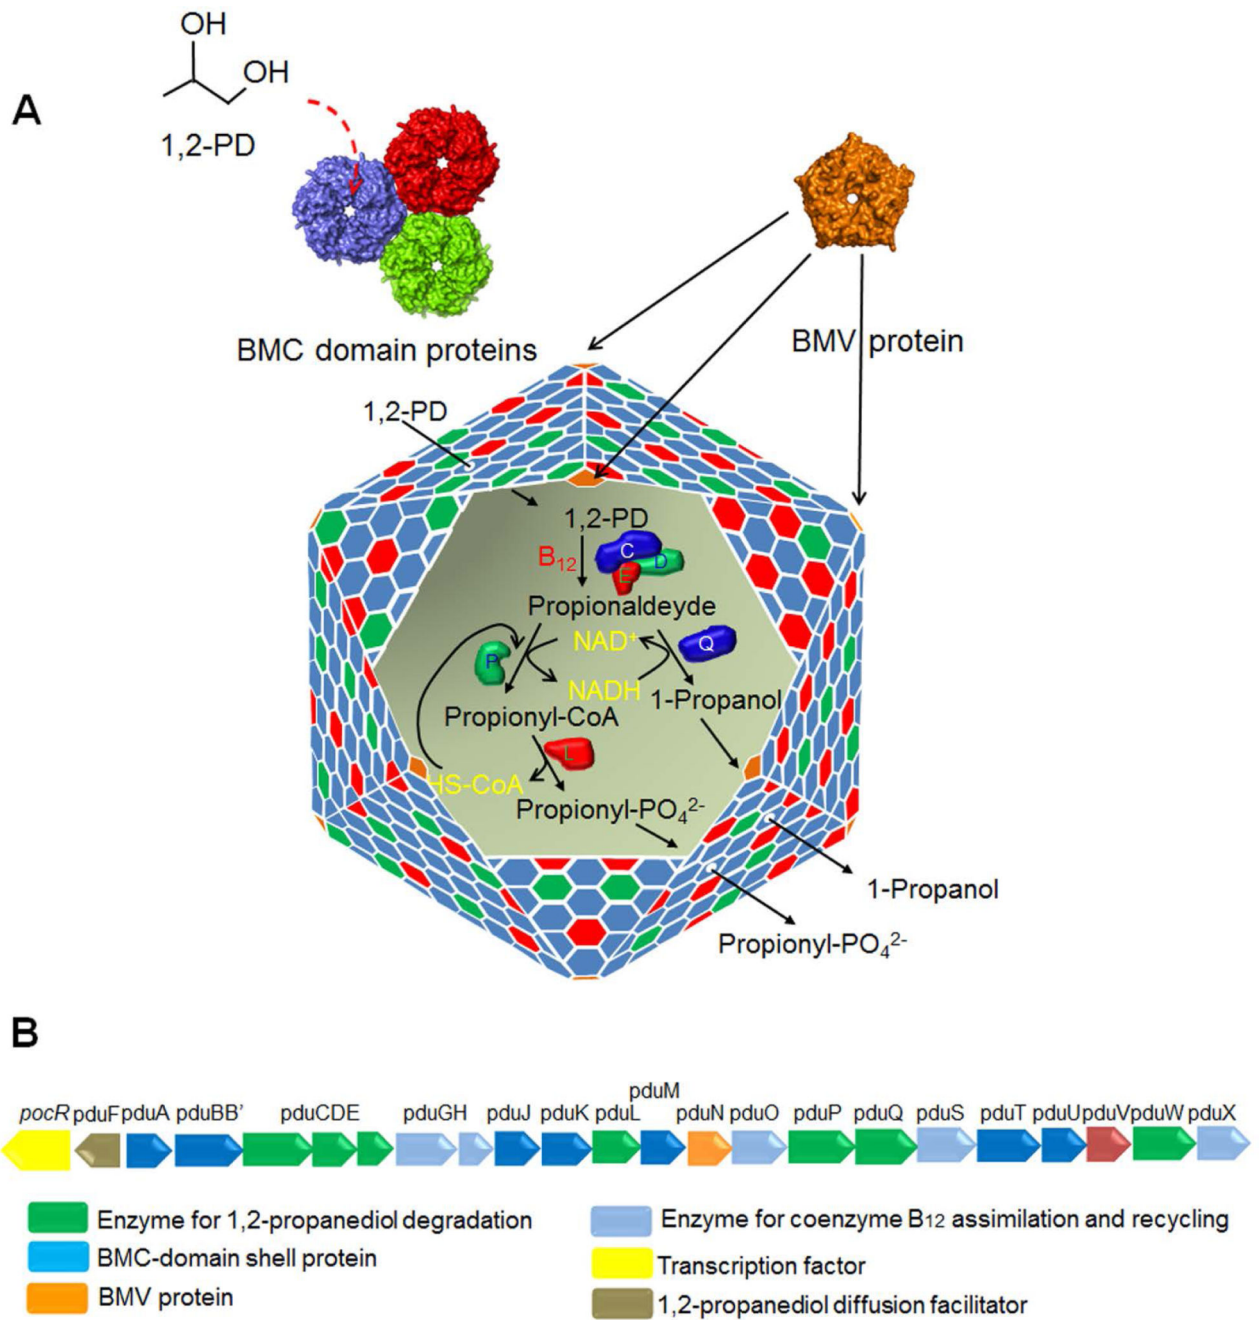 A
OH
OH
1,2-PD
BMC domain proteins
BMV protein
1,2-PD
1,2-PD
B12
C
D
E
Propionaldeyde
NAD+
Q
P
NADH
1-Propanol
Propionyl-CoA
L
HS-CoA
Propionyl-PO4 2-
1-Propanol
Propionyl-PO4 2-
B
pduM
pocR pduF pduA pduBB' pduCDE pduGH pduJ pduK pduL pduN pduO pduP pduQ pduS pduT pduU pduV pduW pduX
Enzyme for 1,2-propanediol degradation
BMC-domain shell protein
BMV protein
Enzyme for coenzyme B12 assimilation and recycling
Transcription factor
1,2-propanediol diffusion facilitator